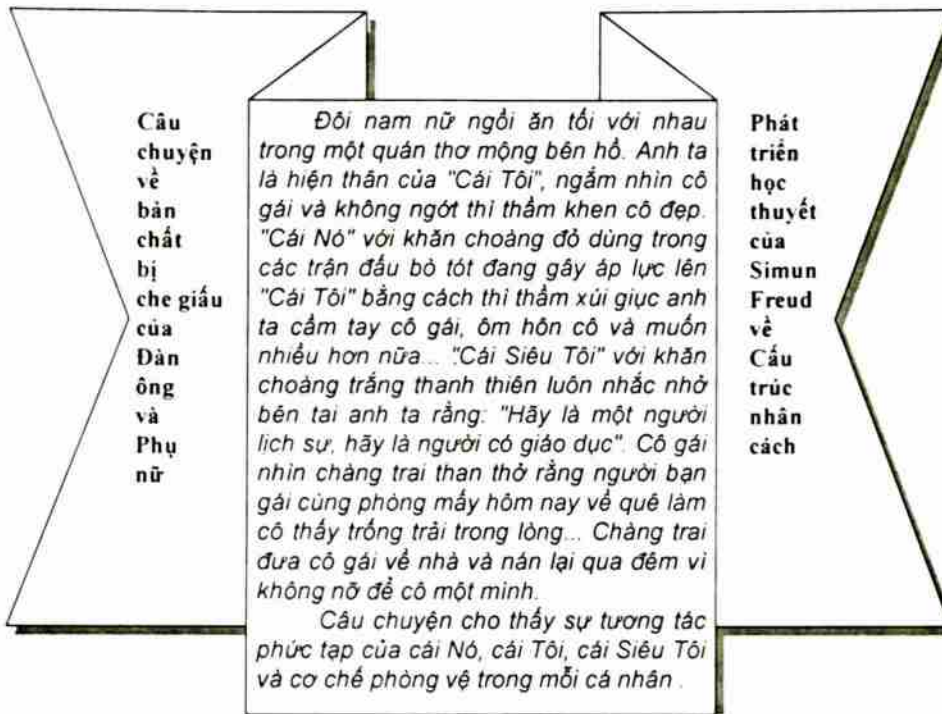 Câu
chuyện
về
bản
chất
bị
che giấu
của
Đàn
ông
và
Phụ
nữ
Đôi nam nữ ngồi ăn tối với nhau
trong một quán thơ mộng bên hồ. Anh ta
là hiện thân của "Cái Tôi", ngắm nhìn cô
gái và không ngớt thì thầm khen cô đẹp.
"Cái Nó" với khăn choàng đỏ dùng trong
các trận đấu bò tót đang gây áp lực lên
"Cái Tôi" bằng cách thì thầm xúi giục anh
ta cầm tay cô gái, ôm hôn cô và muốn
nhiều hơn nữa... "Cái Siêu Tôi" với khăn
choàng trắng thanh thiên luôn nhắc nhở
bên tai anh ta rằng: "Hãy là một người
lịch sự, hãy là người có giáo dục". Cô gái
nhìn chàng trai than thở rằng người bạn
gái cùng phòng mấy hôm nay về quê làm
cô thấy trống trải trong lòng... Chàng trai
đưa cô gái về nhà và nán lại qua đêm vì
không nỡ để cô một mình.
Câu chuyện cho thấy sự tương tác
phức tạp của cái Nó, cái Tôi, cái Siêu Tôi
và cơ chế phòng vệ trong mỗi cá nhân.
Phát
triển
học
thuyết
của
Simun
Freud
về
Cấu
trúc
nhân
cách